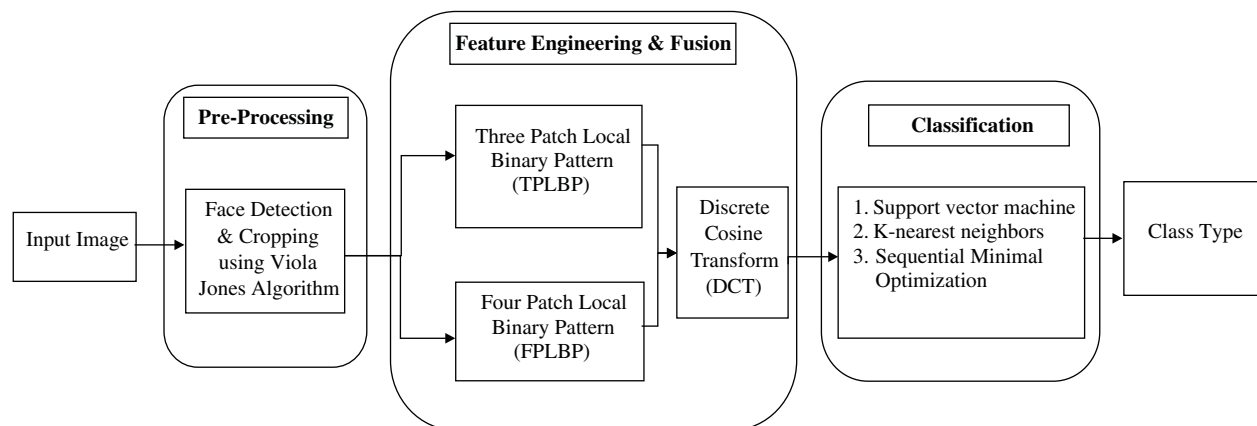 Input Image
Pre-Processing
Face Detection
& Cropping
using Viola
Jones Algorithm
Feature Engineering & Fusion
Three Patch Local
Binary Pattern
(TPLBP)
Four Patch Local
Binary Pattern
(FPLBP)
Discrete
Cosine
Transform
(DCT)
Classification
1. Support vector machine
2. K-nearest neighbors
3. Sequential Minimal
Optimization
Class Type